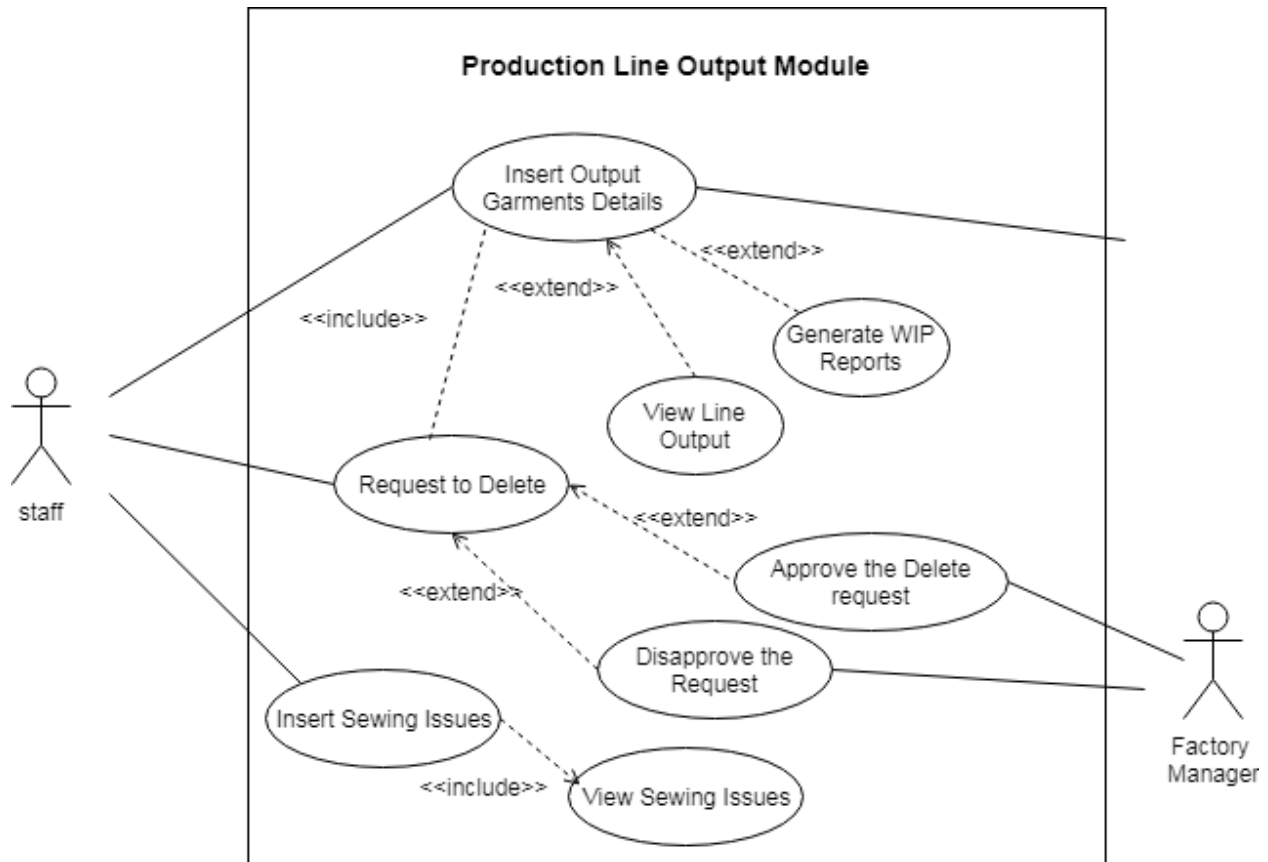 Production Line Output Module
Insert Output
Garments Details
<<extend>>
<<extend>>
<<include>>
Generate WIP
Reports
View Line
Output
Request to Delete
staff
<<extend>>
Approve the Delete
request
<<extend>>
Disapprove the
Request
Insert Sewing Issues
<<include>>
View Sewing Issues
Factory
Manager